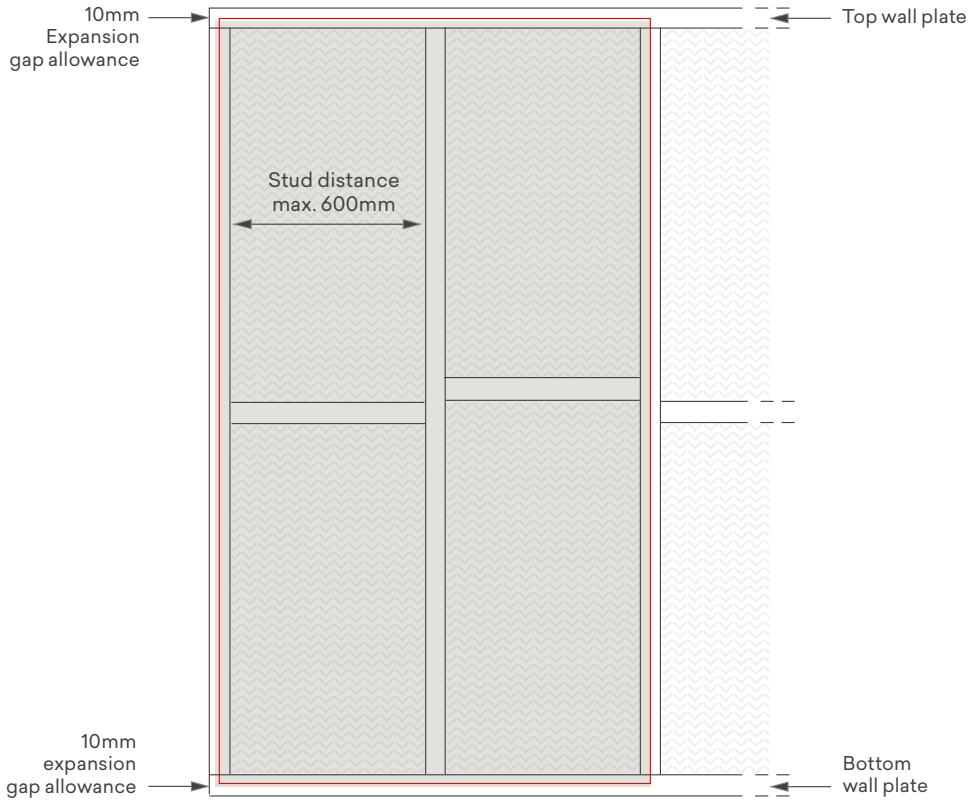 10mm
Expansion
gap allowance
Top wall plate
Stud distance
max. 600mm
10mm
expansion
gap allowance
Bottom
wall plate